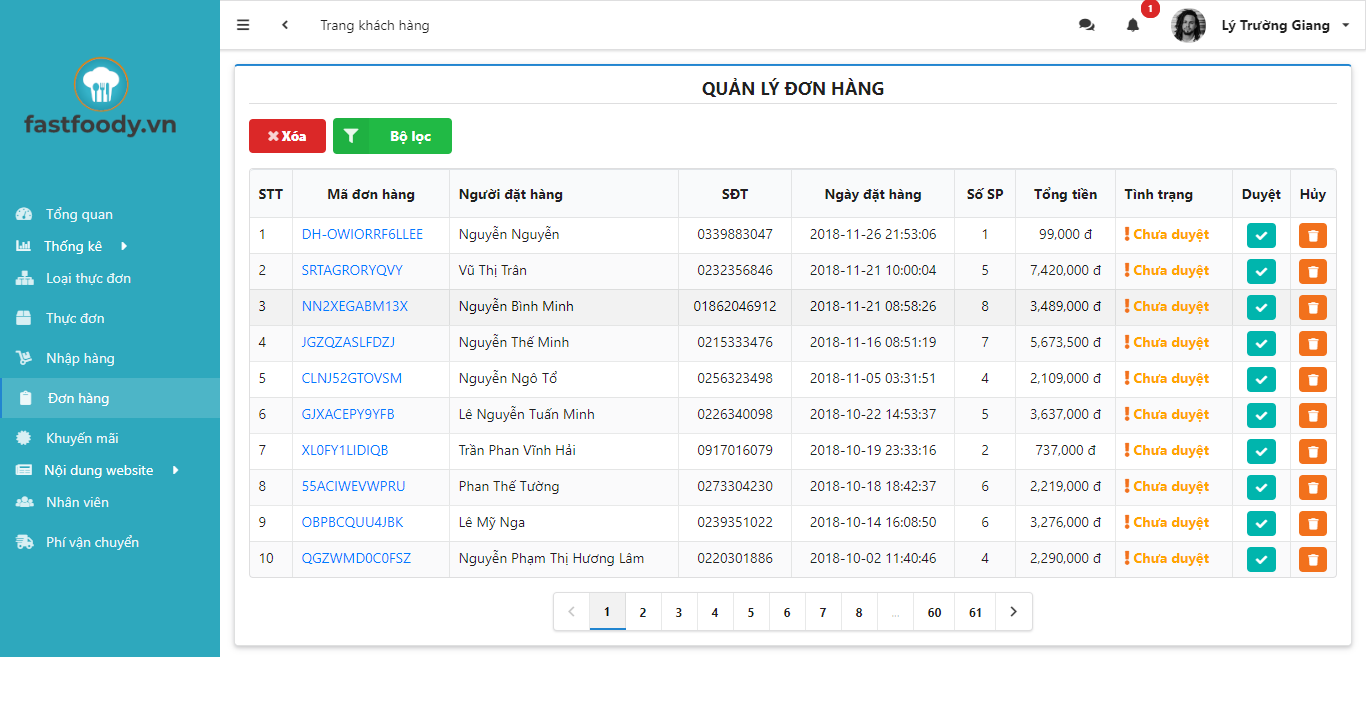 fastfoody.vn
Tổng quan
Thống kê
Loại thực đơn
Thực đơn
Nhập hàng
Đơn hàng
Khuyến mãi
Nội dung website
Nhân viên
Phí vận chuyển
Trang khách hàng
1
Lý Trường Giang
QUẢN LÝ ĐƠN HÀNG
Xóa Bộ lọc
STT Mã đơn hàng Người đặt hàng SĐT Ngày đặt hàng Số SP Tổng tiền Tình trạng Duyệt Hủy
1 DH-OWIORRF6LLEE Nguyễn Nguyễn 0339883047 2018-11-26 21:53:06 1 99,000 đ Chưa duyệt
2 SRTAGRORYQVY Vũ Thị Trân 0232356846 2018-11-21 10:00:04 5 7,420,000 đ Chưa duyệt
3 NN2XEGABM13X Nguyễn Bình Minh 01862046912 2018-11-21 08:58:26 8 3,489,000 đ Chưa duyệt
4 JGZQZASLFDZJ Nguyễn Thế Minh 0215333476 2018-11-16 08:51:19 7 5,673,500 đ Chưa duyệt
5 CLNJ52GTOVSM Nguyễn Ngô Tổ 0256323498 2018-11-05 03:31:51 4 2,109,000 đ Chưa duyệt
6 GJXACEPY9YFB Lê Nguyễn Tuấn Minh 0226340098 2018-10-22 14:53:37 5 3,637,000 đ Chưa duyệt
7 XL0FY1LIDIQB Trần Phan Vĩnh Hải 0917016079 2018-10-19 23:33:16 2 737,000 đ Chưa duyệt
8 55ACIWEVWPRU Phan Thế Tường 0273304230 2018-10-18 18:42:37 6 2,219,000 đ Chưa duyệt
9 OBPBCQUU4JBK Lê Mỹ Nga 0239351022 2018-10-14 16:08:50 6 3,276,000 đ Chưa duyệt
10 QGZWMD0C0FSZ Nguyễn Phạm Thị Hương Lâm 0220301886 2018-10-02 11:40:46 4 2,290,000 đ Chưa duyệt
1 2 3 4 5 6 7 8 ... 60 61